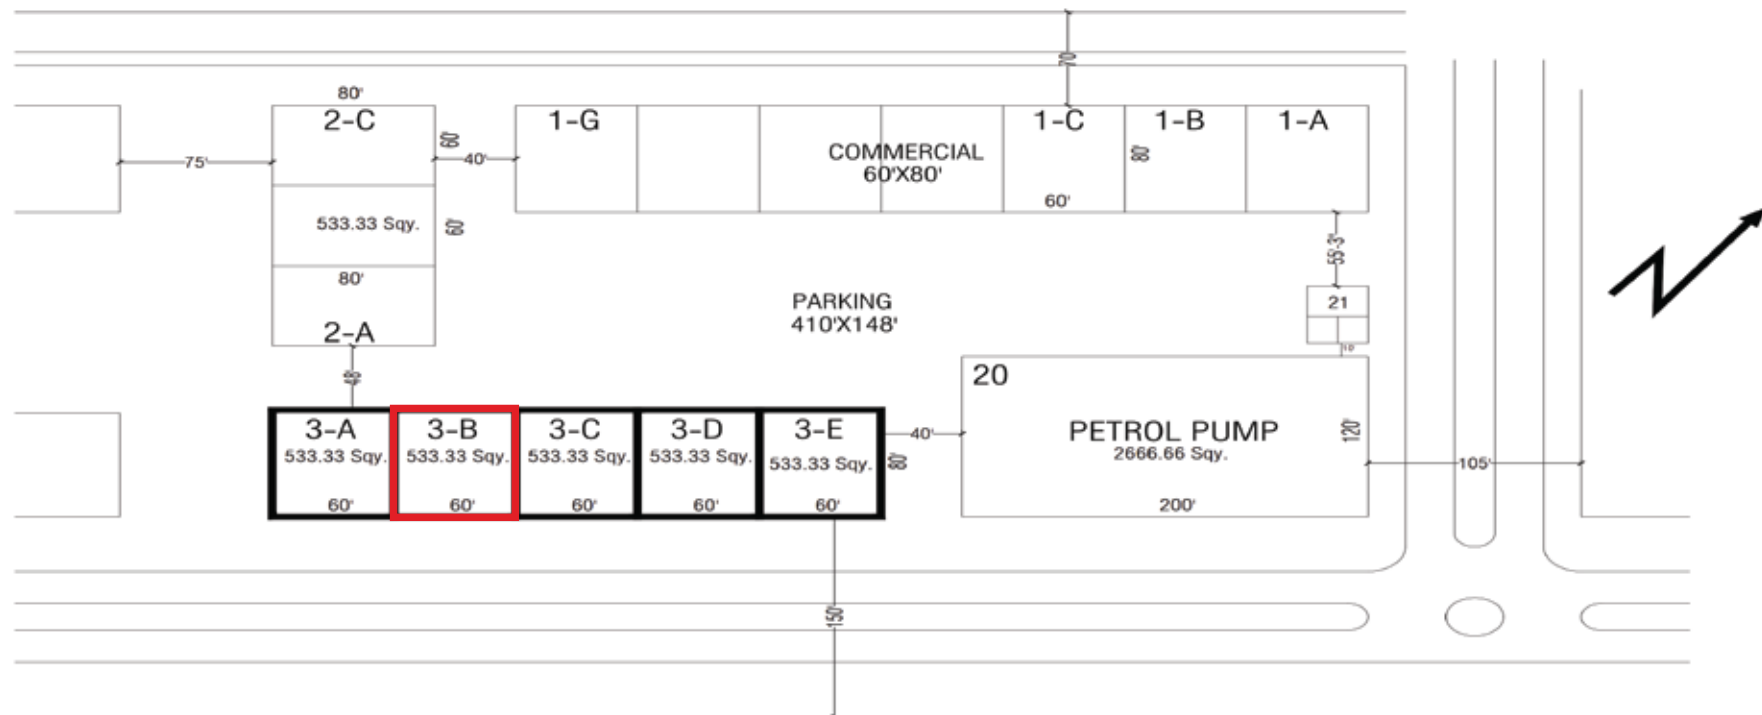 70'
80'
2-C
60'
75'
40'
1-G
1-C
1-B
1-A
COMMERCIAL
60'X80'
80'
60'
533.33 Sqy.
60'
80'
2-A
55'-3"
21
10'
PARKING
410'X148'
48'
20
PETROL PUMP
2666.66 Sqy.
120'
200'
105'
3-A
533.33 Sqy.
60'
3-B
533.33 Sqy.
60'
3-C
533.33 Sqy.
60'
3-D
533.33 Sqy.
60'
3-E
533.33 Sqy.
60'
80'
40'
150'